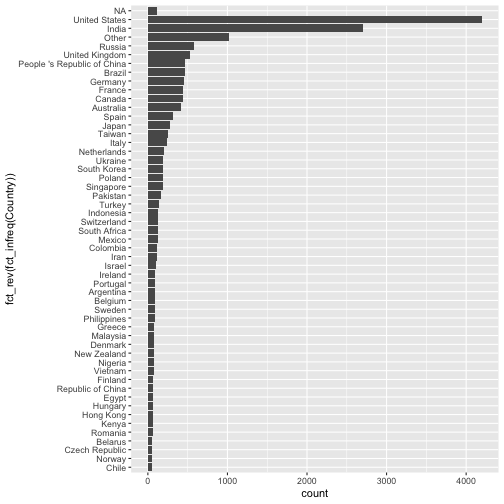 NA
United States
India
Other
Russia
United Kingdom
People 's Republic of China
Brazil
Germany
France
Canada
Australia
Spain
Japan
Taiwan
Italy
Netherlands
Ukraine
South Korea
Poland
Singapore
Pakistan
Turkey
Indonesia
Switzerland
South Africa
Mexico
Colombia
Iran
Israel
Ireland
Portugal
Argentina
Belgium
Sweden
Philippines
Greece
Malaysia
Denmark
New Zealand
Nigeria
Vietnam
Finland
Republic of China
Egypt
Hungary
Hong Kong
Kenya
Romania
Belarus
Czech Republic
Norway
Chile
fct_rev(fct_infreq(Country))
0 1000 2000 3000 4000
count